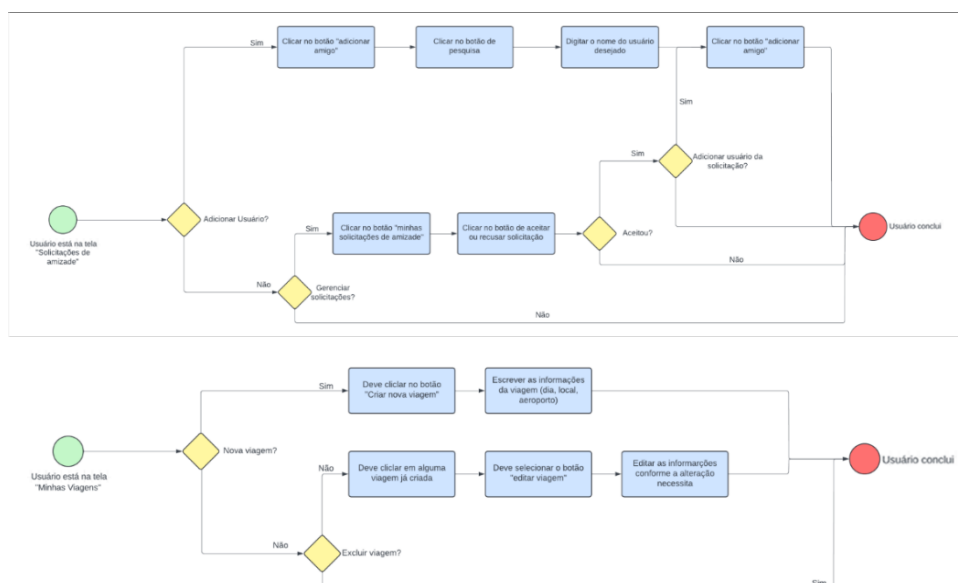 Sim
Clicar no botão "adicionar
amigo"
Clicar no botão de
pesquisa
Digitar o nome do usuário
desejado
Clicar no botão "adicionar
amigo"
Sim
Sim
Adicionar usuário da
solicitação?
Adicionar Usuário?
Sim
Clicar no botão "minhas
solicitações de amizade"
Clicar no botão de aceitar
ou recusar solicitação
Aceitou?
Usuário conclui
Usuário está na tela
"Solicitações de
amizade"
Não
Não
Gerenciar
solicitações?
Não
Sim
Deve cliclar no botão
"Criar nova viagem"
Escrever as informações
da viagem (dia, local,
aeroporto)
Nova viagem?
Usuário está na tela
"Minhas Viagens"
Não
Deve cliclar em alguma
viagem já criada
Deve selecionar o botão
"editar viagem"
Editar as informarções
conforme a alteração
necessita
Usuário conclui
Não
Excluir viagem?
Sim